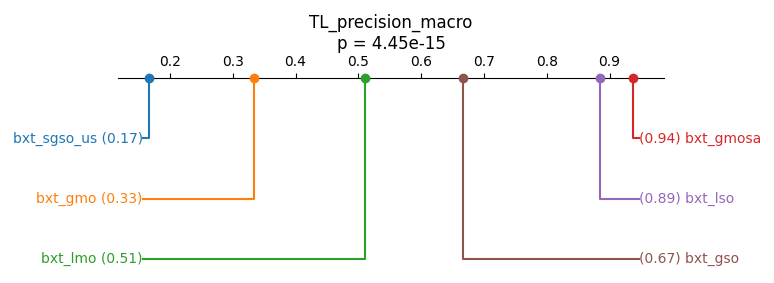 TL_precision_macro
p = 4.45e-15
0.2 0.3 0.4 0.5 0.6 0.7 0.8 0.9
bxt_sgso_us (0.17) (0.94) bxt_gmosa
bxt_gmo (0.33) (0.89) bxt_lso
bxt_lmo (0.51) (0.67) bxt_gso